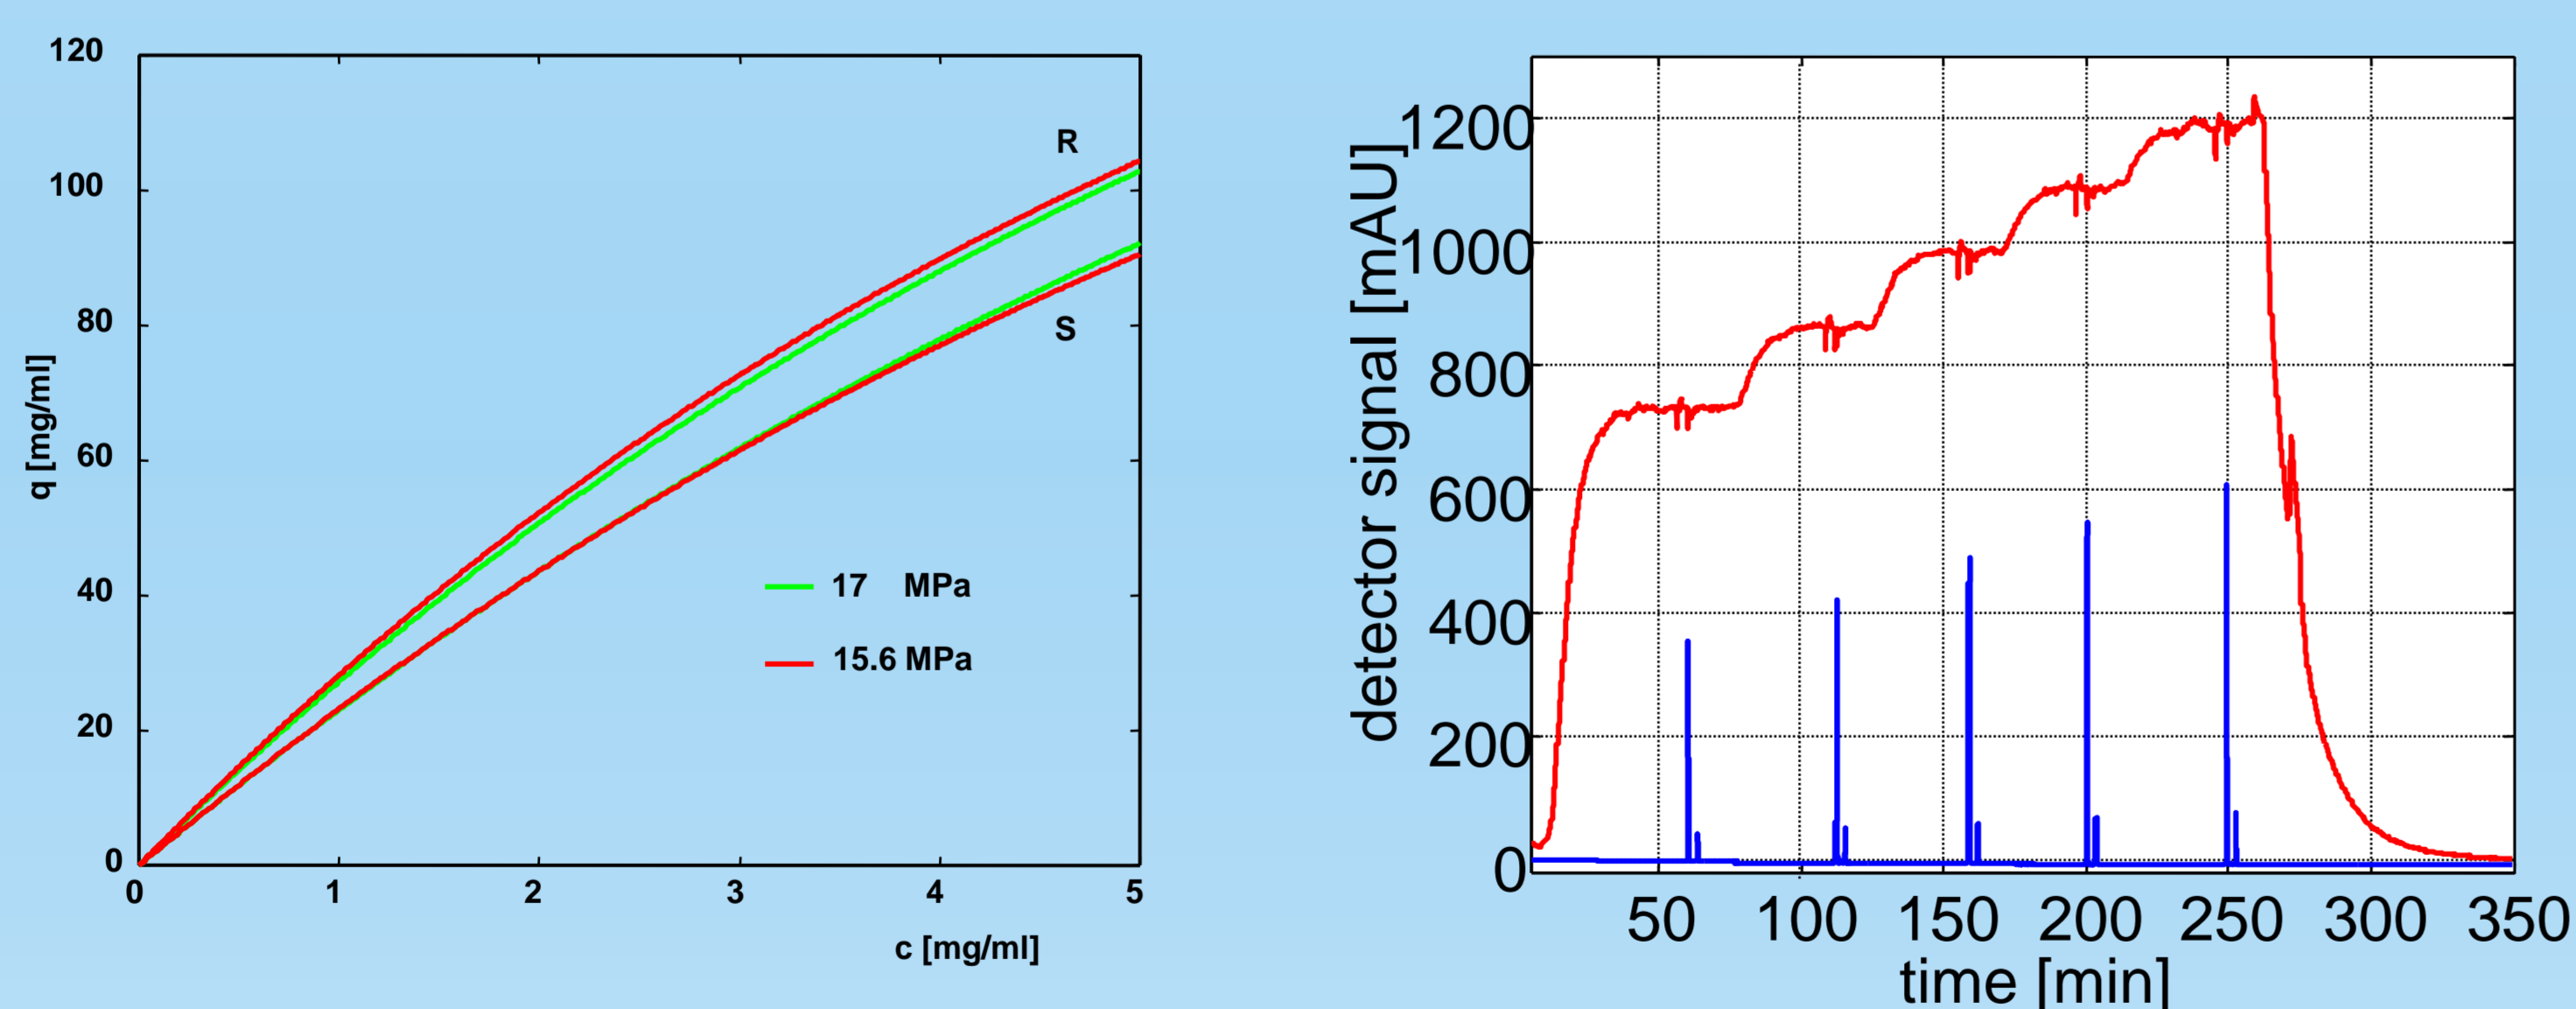 120
100
80
60
40
20
0
q [mg/ml]
R
S
17 MPa
15.6 MPa
0 1 2 3 4 5
c [mg/ml]
1200
1000
800
600
400
200
0
detector signal [mAU]
50 100 150 200 250 300 350
time [min]